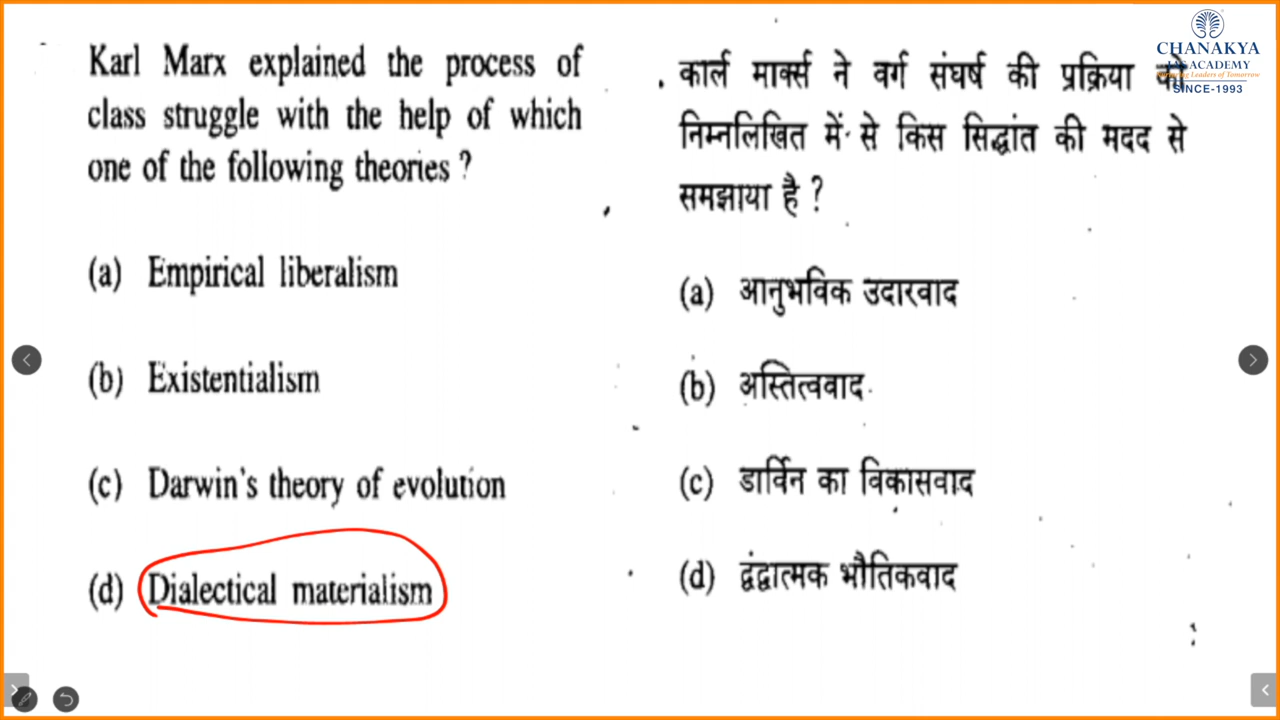 CHANAKYA
IAS ACADEMY
Nurturing Leaders of Tomorrow
SINCE-1993
Karl Marx explained the process of
class struggle with the help of which
one of the following theories ?
(a) Empirical liberalism
(b) Existentialism
(c) Darwin's theory of evolution
(d) Dialectical materialism
कार्ल मार्क्स ने वर्ग संघर्ष की प्रक्रिया को
निम्नलिखित में से किस सिद्धांत की मदद से
समझाया है ?
(a) आनुभविक उदारवाद
(b) अस्तित्ववाद
(c) डार्विन का विकासवाद
(d) द्वंद्वात्मक भौतिकवाद